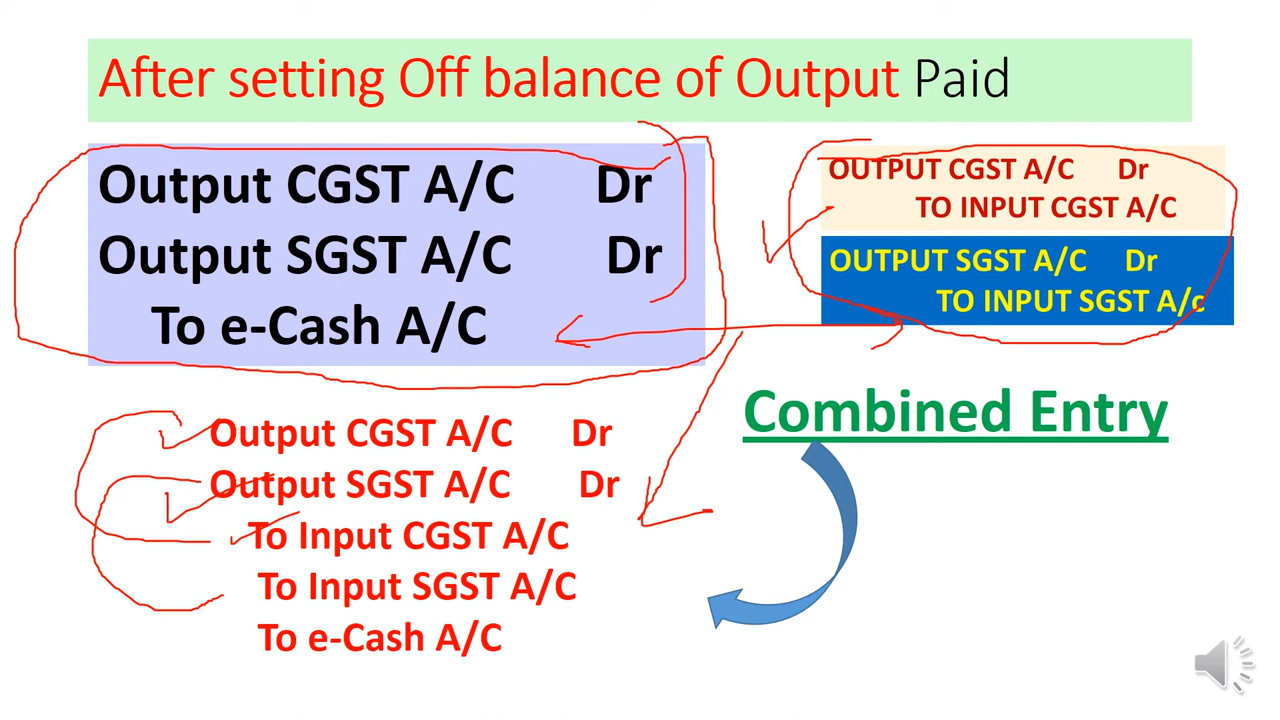 After setting Off balance of Output Paid
Output CGST A/C Dr
Output SGST A/C Dr
To e-Cash A/C
OUTPUT CGST A/C Dr
TO INPUT CGST A/C
OUTPUT SGST A/C Dr
TO INPUT SGST A/c
Combined Entry
Output CGST A/C Dr
Output SGST A/C Dr
To Input CGST A/C
To Input SGST A/C
To e-Cash A/C